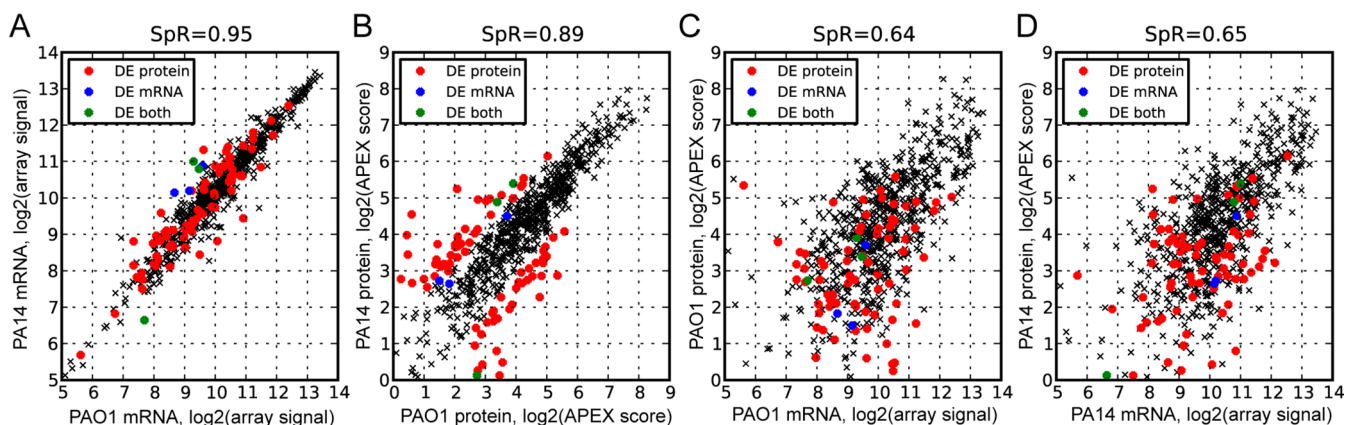 A
SpR=0.95
PA14 mRNA, log2(array signal)
14
13
12
11
10
9
8
7
6
5
DE protein
DE mRNA
DE both
5 6 7 8 9 10 11 12 13 14
PAO1 mRNA, log2(array signal)
B
SpR=0.89
PA14 protein, log2(APEX score)
9
8
7
6
5
4
3
2
1
0
DE protein
DE mRNA
DE both
0 1 2 3 4 5 6 7 8 9
PAO1 protein, log2(APEX score)
C
SpR=0.64
PAO1 protein, log2(APEX score)
9
8
7
6
5
4
3
2
1
0
DE protein
DE mRNA
DE both
5 6 7 8 9 10 11 12 13 14
PAO1 mRNA, log2(array signal)
D
SpR=0.65
PA14 protein, log2(APEX score)
9
8
7
6
5
4
3
2
1
0
DE protein
DE mRNA
DE both
5 6 7 8 9 10 11 12 13 14
PA14 mRNA, log2(array signal)